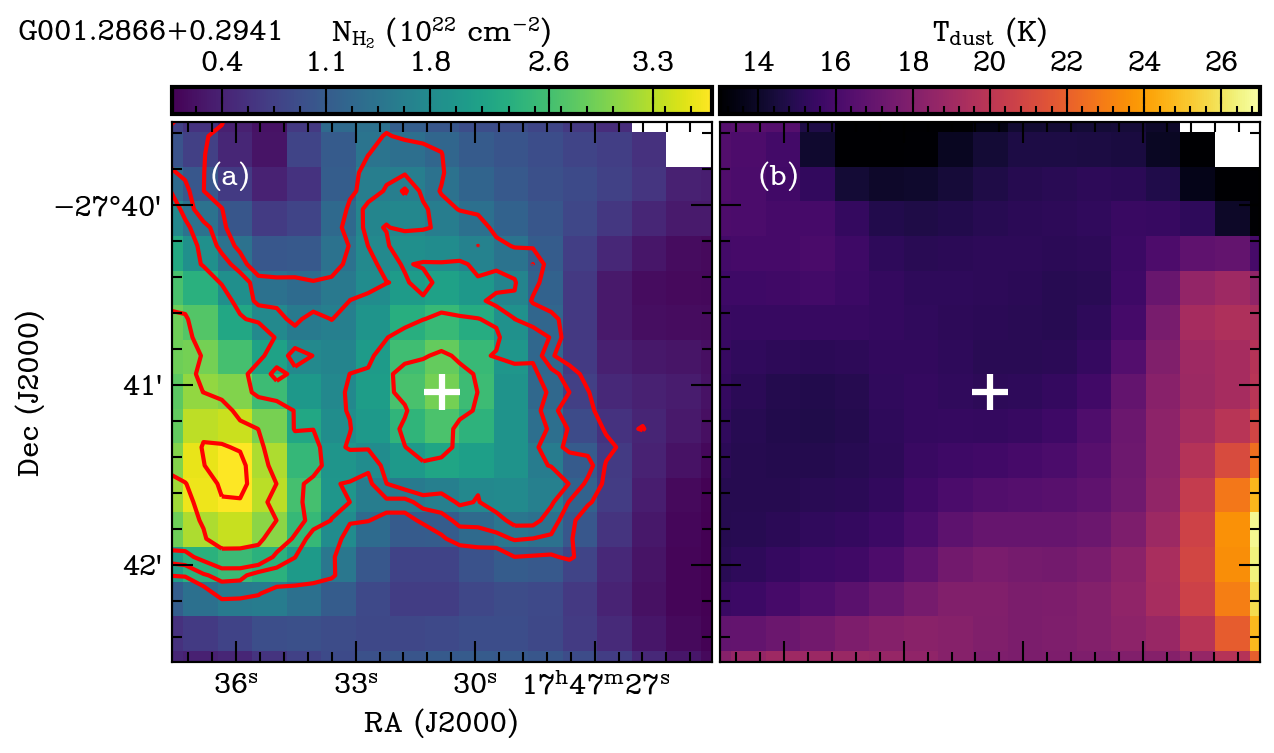 G001.2866+0.2941 N_H₂ (10²² cm⁻²) T_dust (K)
0.4 1.1 1.8 2.6 3.3 14 16 18 20 22 24 26
(a) (b)
−27°40'
41'
42'
Dec (J2000)
36ˢ 33ˢ 30ˢ 17ʰ47ᵐ27ˢ
RA (J2000)